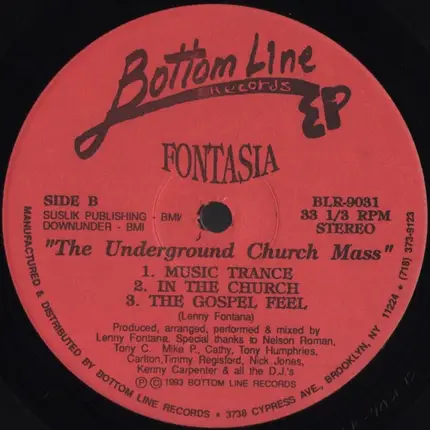 Bottom Line
Records
EP
FONTASIA
SIDE B
SUSLIK PUBLISHING - BMI
DOWNUNDER - BMI
BLR-9031
33 1/3 RPM
STEREO
"The Underground Church Mass"
1. MUSIC TRANCE
2. IN THE CHURCH
3. THE GOSPEL FEEL
(Lenny Fontana)
Produced, arranged, performed & mixed by
Lenny Fontana. Special thanks to Nelson Roman,
Tony C. Mike P., Cathy, Tony Humphries,
Carlton,Timmy Regisford, Nick Jones,
Kenny Carpenter & all the D.J.'s
Ⓟ © 1993 BOTTOM LINE RECORDS
MANUFACTURED & DISTRIBUTED BY BOTTOM LINE RECORDS • 3738 CYPRESS AVE., BROOKLYN, NY 11224 • (718) 373-9123